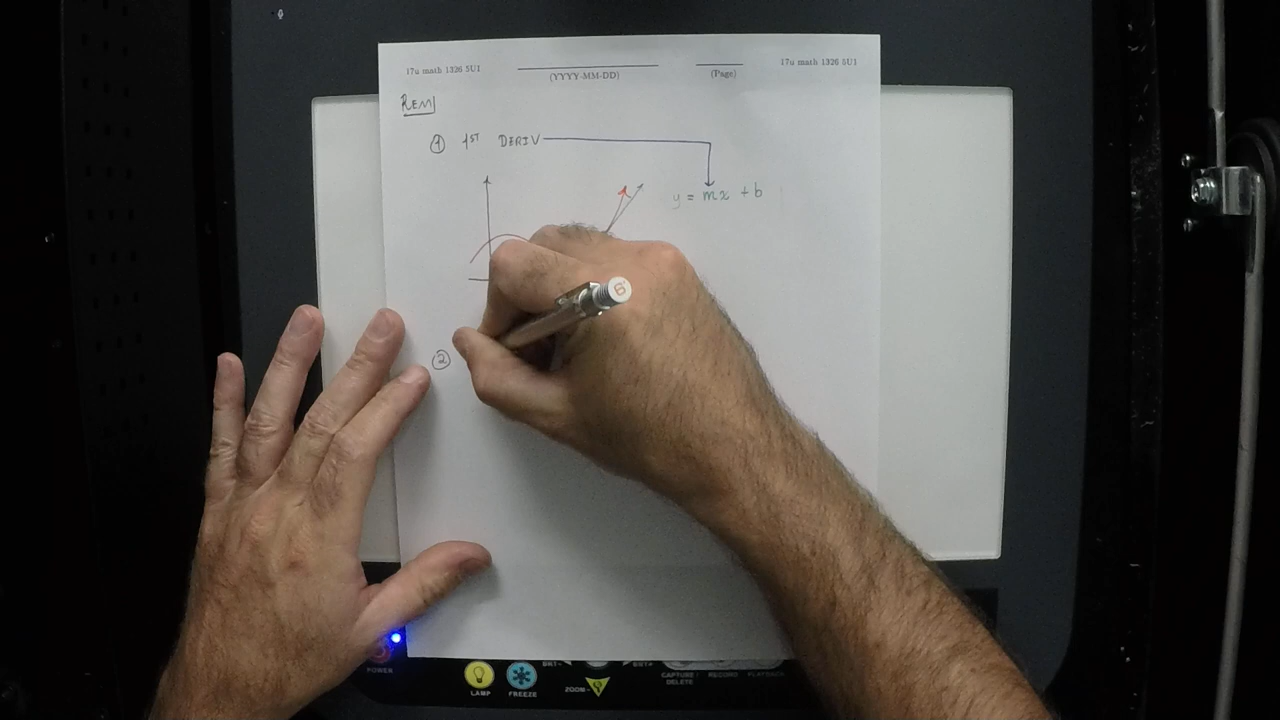 17u math 1326 5U1 (YYYY-MM-DD) (Page) 17u math 1326 5U1
REM
① 1ST DERIV
y = mx + b
②
6
POWER
LAMP FREEZE ZOOM
CAPTURE / DELETE RECORD PLAYBACK